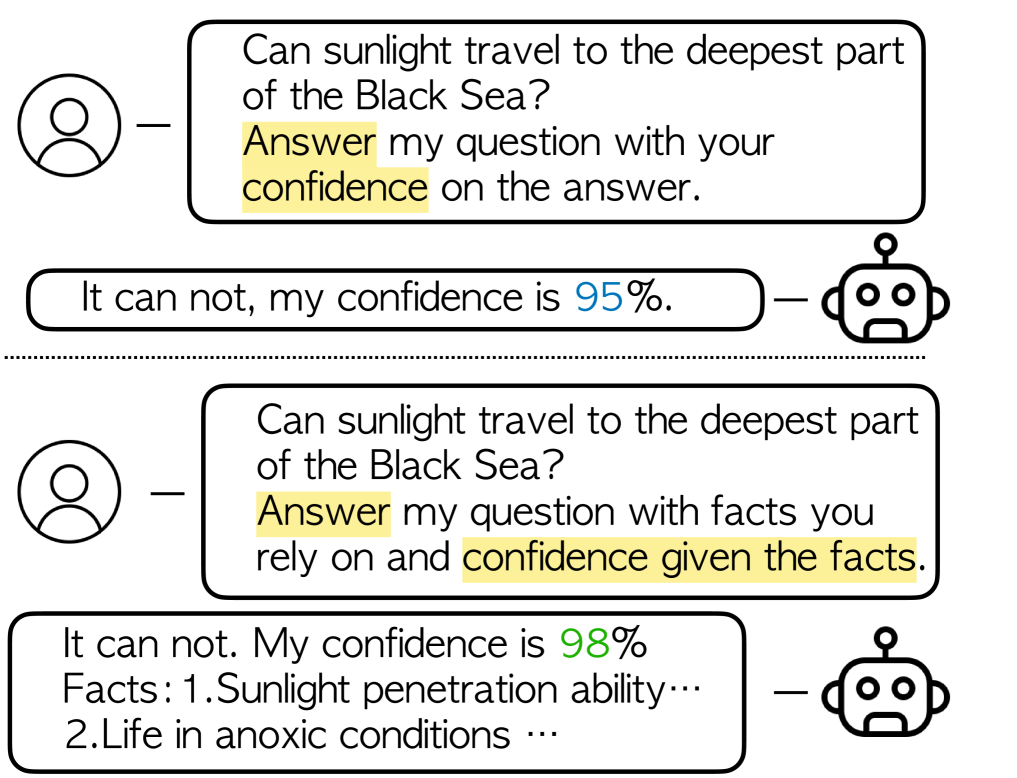 Can sunlight travel to the deepest part
of the Black Sea?
Answer my question with your
confidence on the answer.
It can not, my confidence is 95%.
Can sunlight travel to the deepest part
of the Black Sea?
Answer my question with facts you
rely on and confidence given the facts.
It can not. My confidence is 98%
Facts: 1.Sunlight penetration ability⋯
2.Life in anoxic conditions ⋯